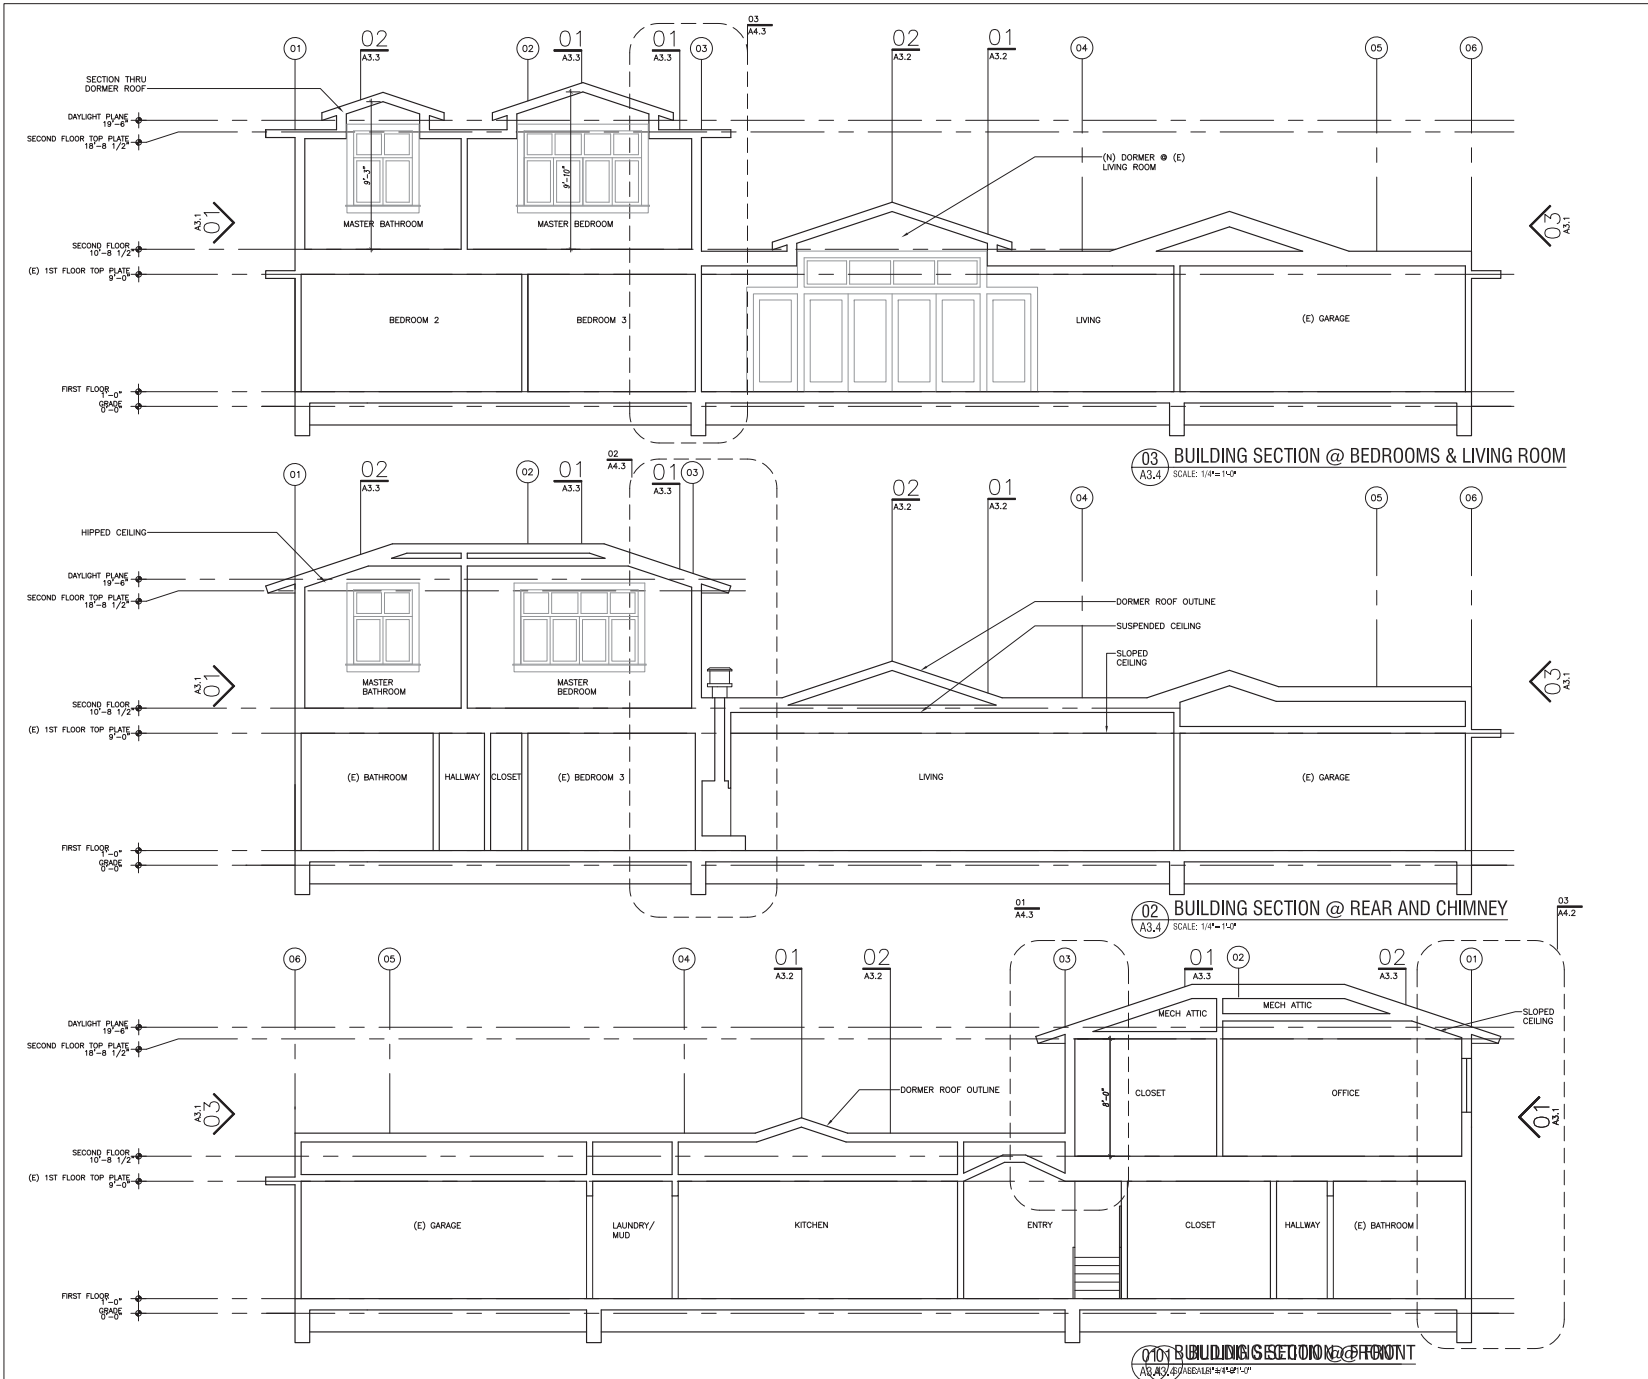 03
A4.3
01
02
A3.3
02
01
A3.3
01
A3.3
03
02
A3.2
01
A3.2
04
05
06
SECTION THRU
DORMER ROOF
DAYLIGHT PLANE
19'-6"
SECOND FLOOR TOP PLATE
18'-8 1/2"
(N) DORMER @ (E)
LIVING ROOM
9'-3"
9'-10"
01
A3.1
MASTER BATHROOM
MASTER BEDROOM
03
A3.1
SECOND FLOOR
10'-8 1/2"
(E) 1ST FLOOR TOP PLATE
9'-0"
BEDROOM 2
BEDROOM 3
LIVING
(E) GARAGE
FIRST FLOOR
1'-0"
GRADE
0'-0"
03
A3.4
BUILDING SECTION @ BEDROOMS & LIVING ROOM
SCALE: 1/4"= 1'-0"
02
A4.3
01
02
A3.3
02
01
A3.3
01
A3.3
03
02
A3.2
01
A3.2
04
05
06
HIPPED CEILING
DAYLIGHT PLANE
19'-6"
SECOND FLOOR TOP PLATE
18'-8 1/2"
DORMER ROOF OUTLINE
SUSPENDED CEILING
SLOPED
CEILING
01
A3.1
MASTER
BATHROOM
MASTER
BEDROOM
03
A3.1
SECOND FLOOR
10'-8 1/2"
(E) 1ST FLOOR TOP PLATE
9'-0"
(E) BATHROOM
HALLWAY
CLOSET
(E) BEDROOM 3
LIVING
(E) GARAGE
FIRST FLOOR
1'-0"
GRADE
0'-0"
02
A3.4
BUILDING SECTION @ REAR AND CHIMNEY
SCALE: 1/4"= 1'-0"
01
A4.3
03
A4.2
06
05
04
01
A3.2
02
A3.2
03
01
A3.3
02
02
A3.3
01
MECH ATTIC
MECH ATTIC
SLOPED
CEILING
DAYLIGHT PLANE
19'-6"
SECOND FLOOR TOP PLATE
18'-8 1/2"
DORMER ROOF OUTLINE
8'-0"
CLOSET
OFFICE
03
A3.1
01
A3.1
SECOND FLOOR
10'-8 1/2"
(E) 1ST FLOOR TOP PLATE
9'-0"
(E) GARAGE
LAUNDRY/
MUD
KITCHEN
ENTRY
CLOSET
HALLWAY
(E) BATHROOM
FIRST FLOOR
1'-0"
GRADE
0'-0"
01
A3.4
BUILDING SECTION @ FRONT